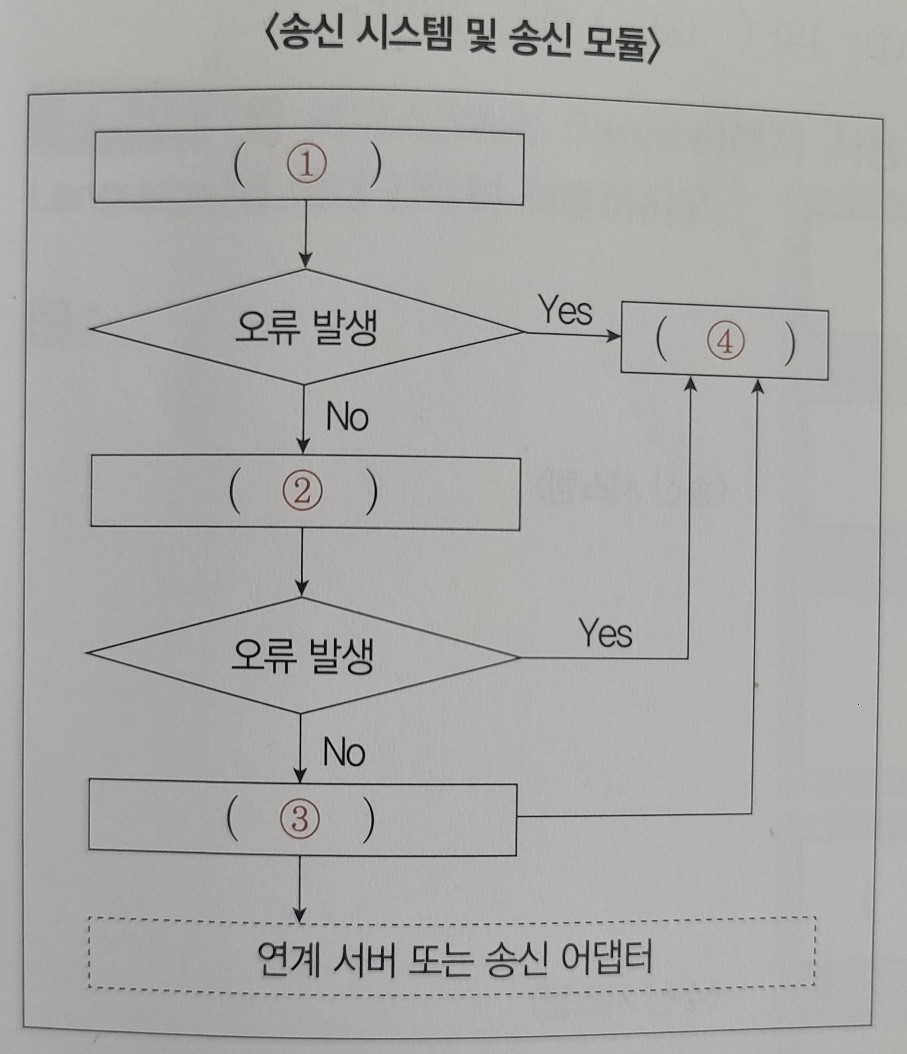 〈송신 시스템 및 송신 모듈〉
( ① )
오류 발생
Yes
( ④ )
No
( ② )
오류 발생
Yes
No
( ③ )
연계 서버 또는 송신 어댑터